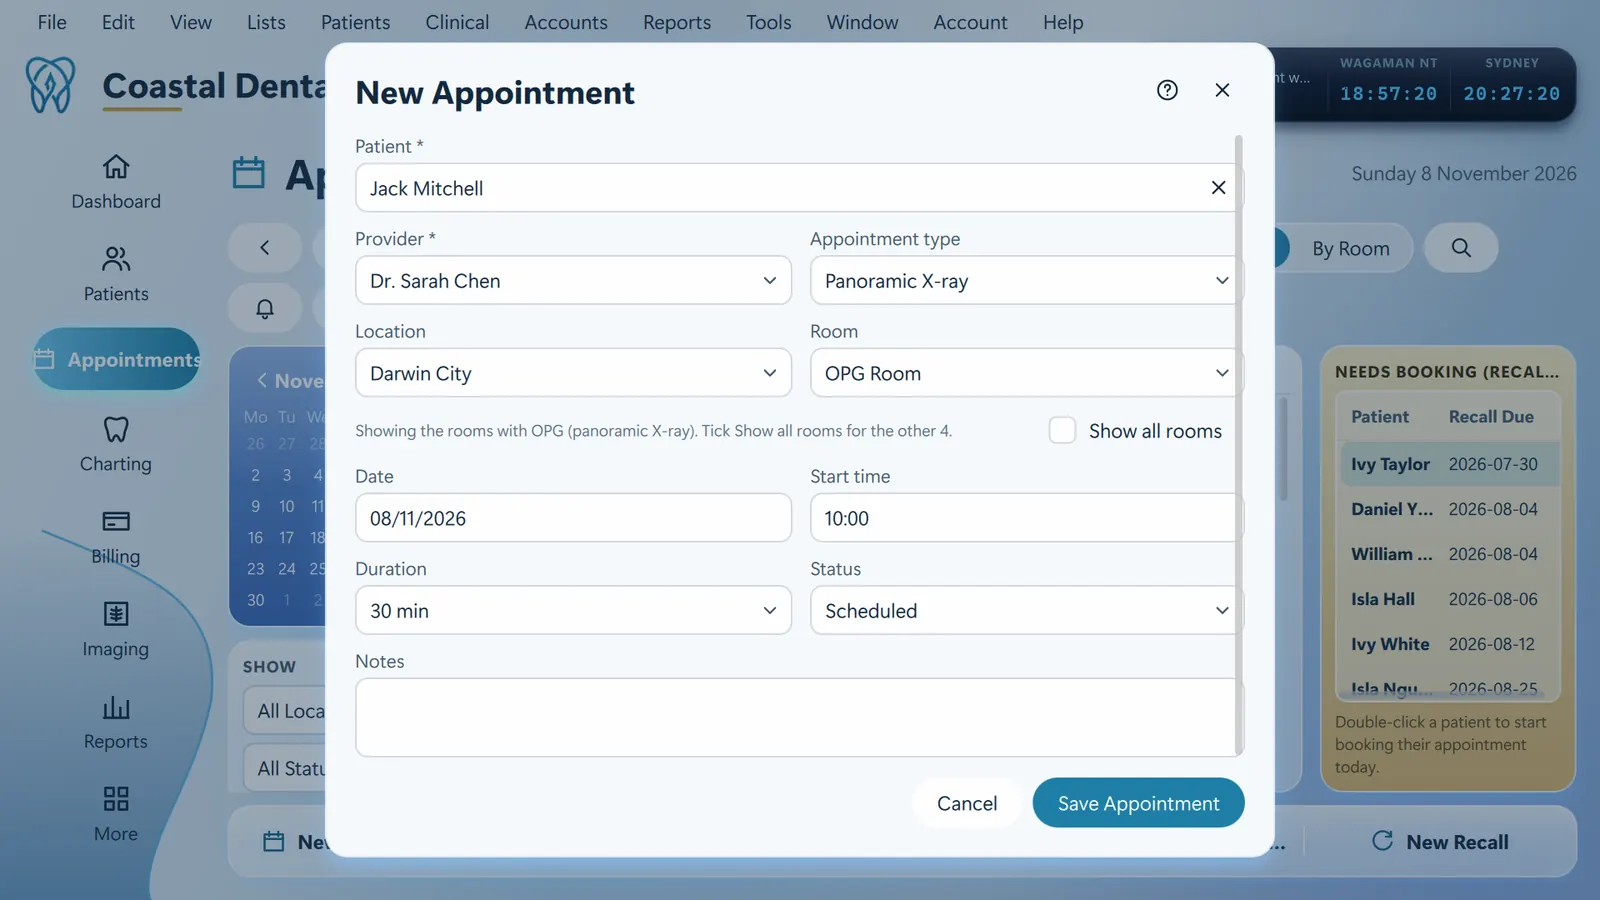 File Edit View Lists Patients Clinical Accounts Reports Tools Window Account Help
Coastal Denta
nt w...
WAGAMAN NT
18:57:20
SYDNEY
20:27:20
Dashboard
Patients
Appointments
Charting
Billing
Imaging
Reports
More
Ap
Sunday 8 November 2026
By Room
Nove
Mo Tu We
26 27 28
2 3 4
9 10 11
16 17 18
23 24 25
30 1 2
SHOW
All Loca
All Statu
New Appointment
Patient *
Jack Mitchell
Provider *
Dr. Sarah Chen
Appointment type
Panoramic X-ray
Location
Darwin City
Room
OPG Room
Showing the rooms with OPG (panoramic X-ray). Tick Show all rooms for the other 4.
Show all rooms
Date
08/11/2026
Start time
10:00
Duration
30 min
Status
Scheduled
Notes
Cancel
Save Appointment
NEEDS BOOKING (RECAL...
Patient Recall Due
Ivy Taylor 2026-07-30
Daniel Y... 2026-08-04
William ... 2026-08-04
Isla Hall 2026-08-06
Ivy White 2026-08-12
Isla Ngu... 2026-08-25
Double-click a patient to start
booking their appointment
today.
Nev
...
New Recall